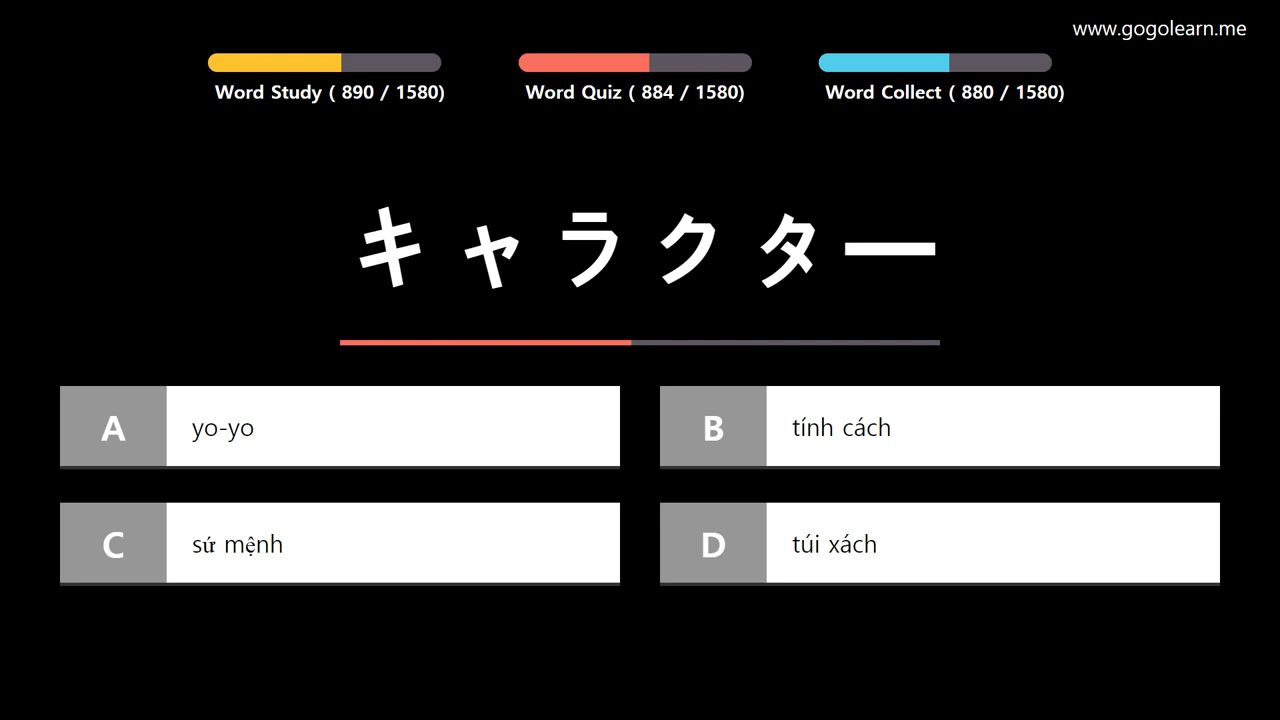 www.gogolearn.me
Word Study ( 890 / 1580)
Word Quiz ( 884 / 1580)
Word Collect ( 880 / 1580)
キャラクター
A yo-yo
B tính cách
C sứ mệnh
D túi xách